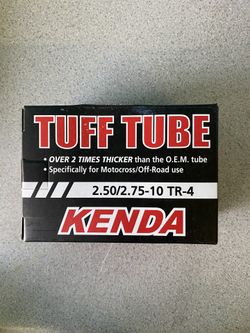 TUFF TUBE
• OVER 2 TIMES THICKER than the O.E.M. tube
• Specifically for Motocross/Off-Road use
2.50/2.75-10 TR-4
KENDA